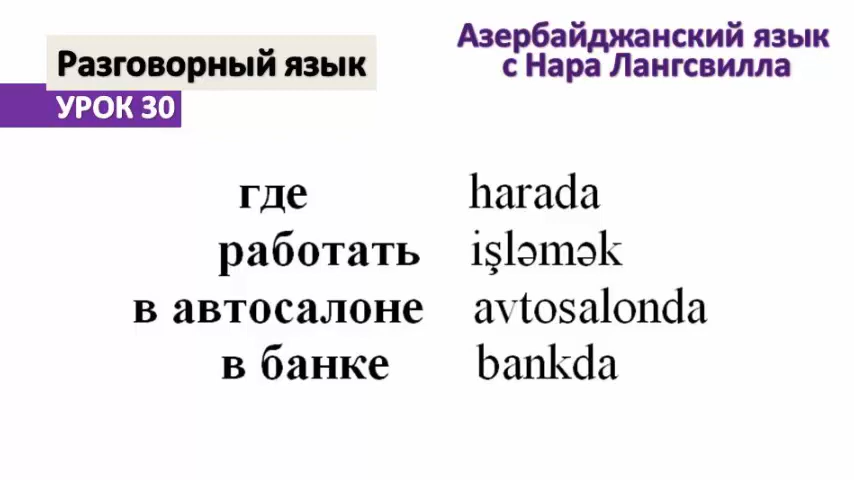 Разговорный язык
УРОК 30
Азербайджанский язык
с Нара Лангсвилла
где harada
работать işləmək
в автосалоне avtosalonda
в банке bankda